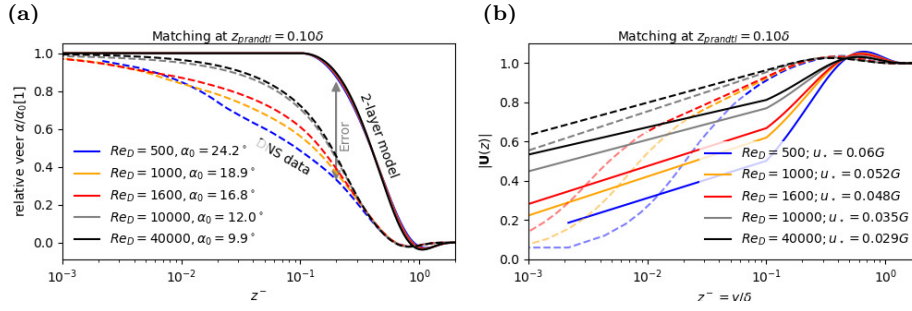 (a)
Matching at z_prandtl = 0.10δ
relative veer α/α₀[1]
1.0
0.8
0.6
0.4
0.2
0.0
Re_D = 500, α₀ = 24.2°
Re_D = 1000, α₀ = 18.9°
Re_D = 1600, α₀ = 16.8°
Re_D = 10000, α₀ = 12.0°
Re_D = 40000, α₀ = 9.9°
DNS data
Error
2-layer model
10⁻³
10⁻²
10⁻¹
10⁰
z⁻
(b)
Matching at z_prandtl = 0.10δ
|U(z)|
1.0
0.8
0.6
0.4
0.2
0.0
Re_D = 500; u⋆ = 0.06G
Re_D = 1000; u⋆ = 0.052G
Re_D = 1600; u⋆ = 0.048G
Re_D = 10000; u⋆ = 0.035G
Re_D = 40000; u⋆ = 0.029G
10⁻³
10⁻²
10⁻¹
10⁰
z⁻ = y/δ